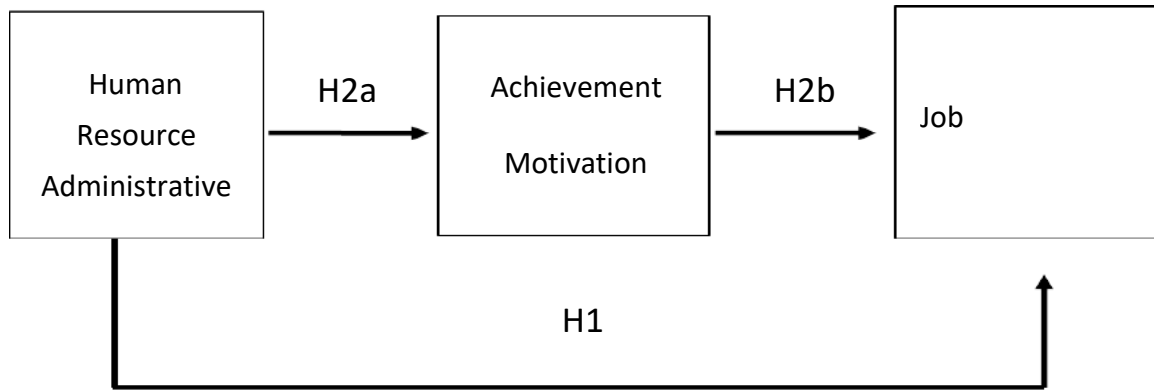 Human
Resource
Administrative
H2a
Achievement
Motivation
H2b
Job
H1